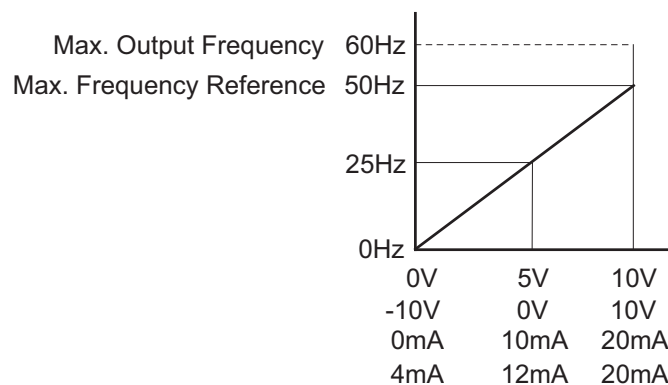 Max. Output Frequency 60Hz
Max. Frequency Reference 50Hz
25Hz
0Hz
0V 5V 10V
-10V 0V 10V
0mA 10mA 20mA
4mA 12mA 20mA